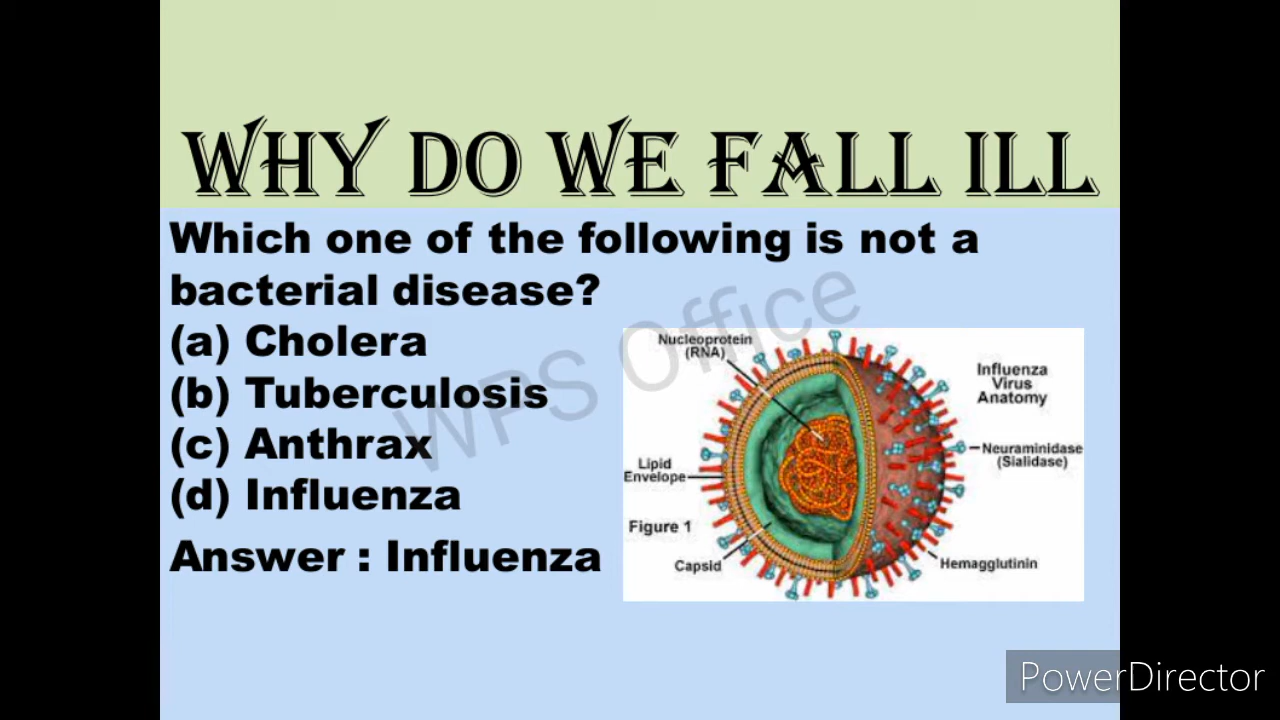 WHY DO WE FALL ILL
Which one of the following is not a
bacterial disease?
(a) Cholera
(b) Tuberculosis
(c) Anthrax
(d) Influenza
Answer : Influenza
WPS Office
Nucleoprotein
(RNA)
Influenza
Virus
Anatomy
Neuraminidase
(Sialidase)
Lipid
Envelope
Figure 1
Capsid
Hemagglutinin
PowerDirector